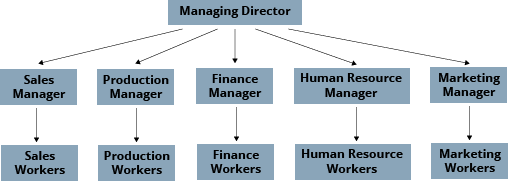 Managing Director
Sales
Manager
Production
Manager
Finance
Manager
Human Resource
Manager
Marketing
Manager
Sales
Workers
Production
Workers
Finance
Workers
Human Resource
Workers
Marketing
Workers